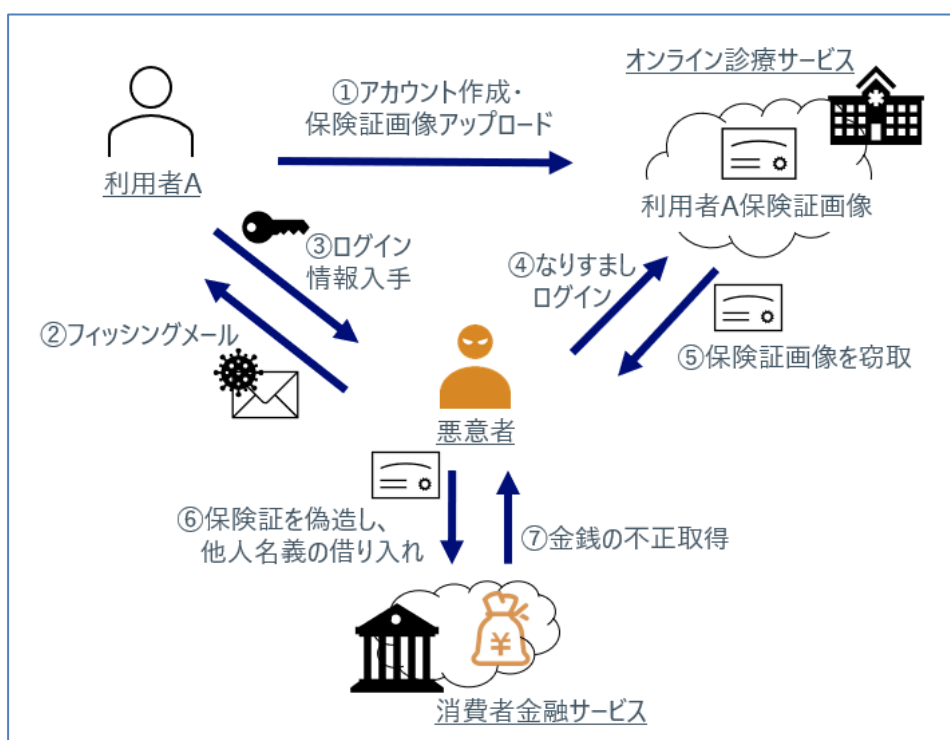 オンライン診療サービス
①アカウント作成・
保険証画像アップロード
利用者A
利用者A保険証画像
③ログイン
情報入手
④なりすまし
ログイン
②フィッシングメール
⑤保険証画像を窃取
悪意者
⑥保険証を偽造し、
他人名義の借り入れ
⑦金銭の不正取得
¥
消費者金融サービス